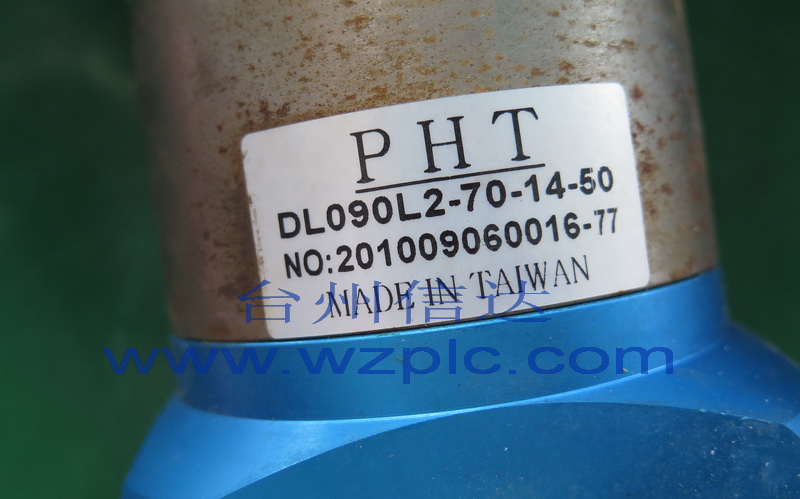 PHT
DL090L2-70-14-50
NO:201009060016-77
MADE IN TAIWAN
台州信达
www.wzplc.com